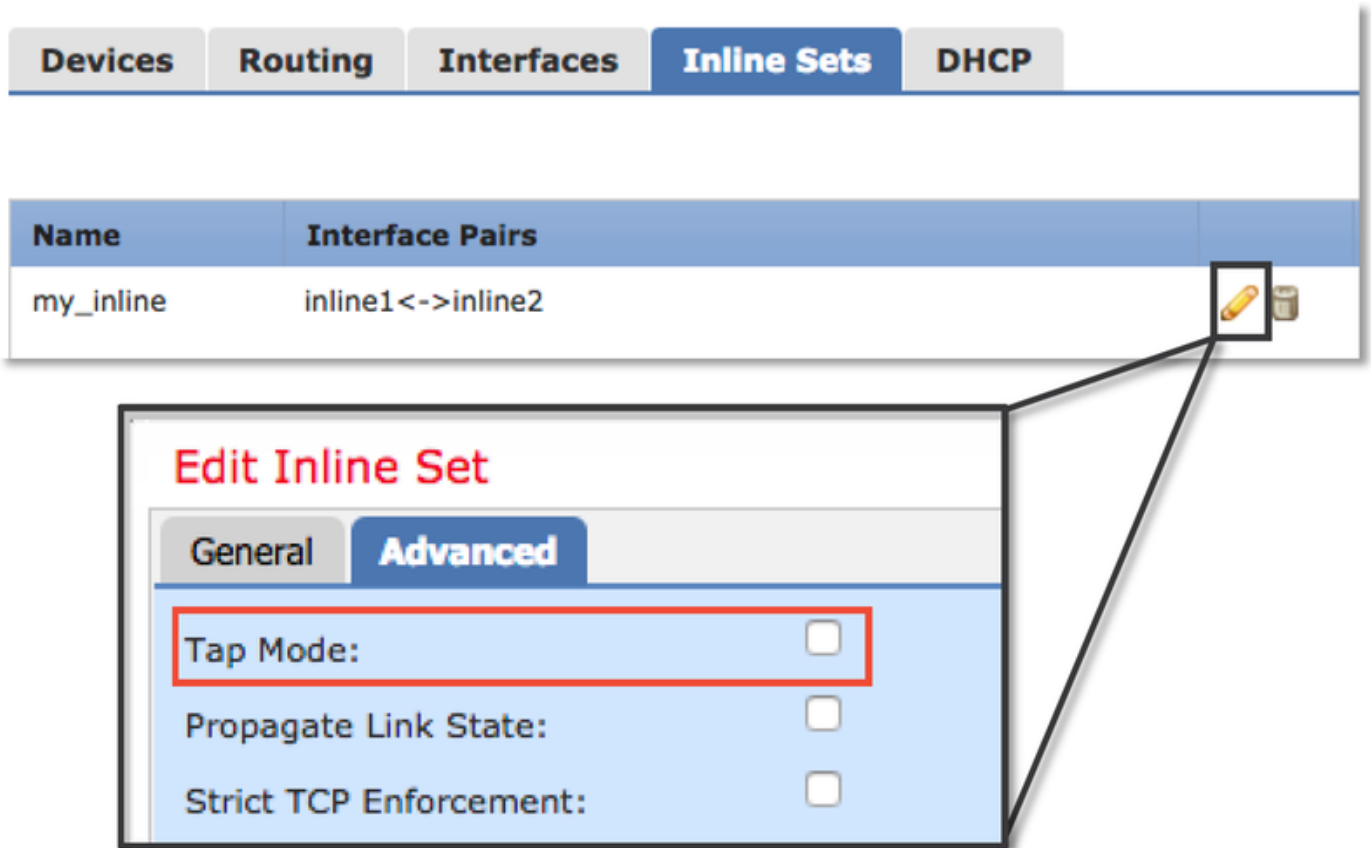 Devices Routing Interfaces Inline Sets DHCP
Name Interface Pairs
my_inline inline1<->inline2
Edit Inline Set
General Advanced
Tap Mode:
Propagate Link State:
Strict TCP Enforcement: